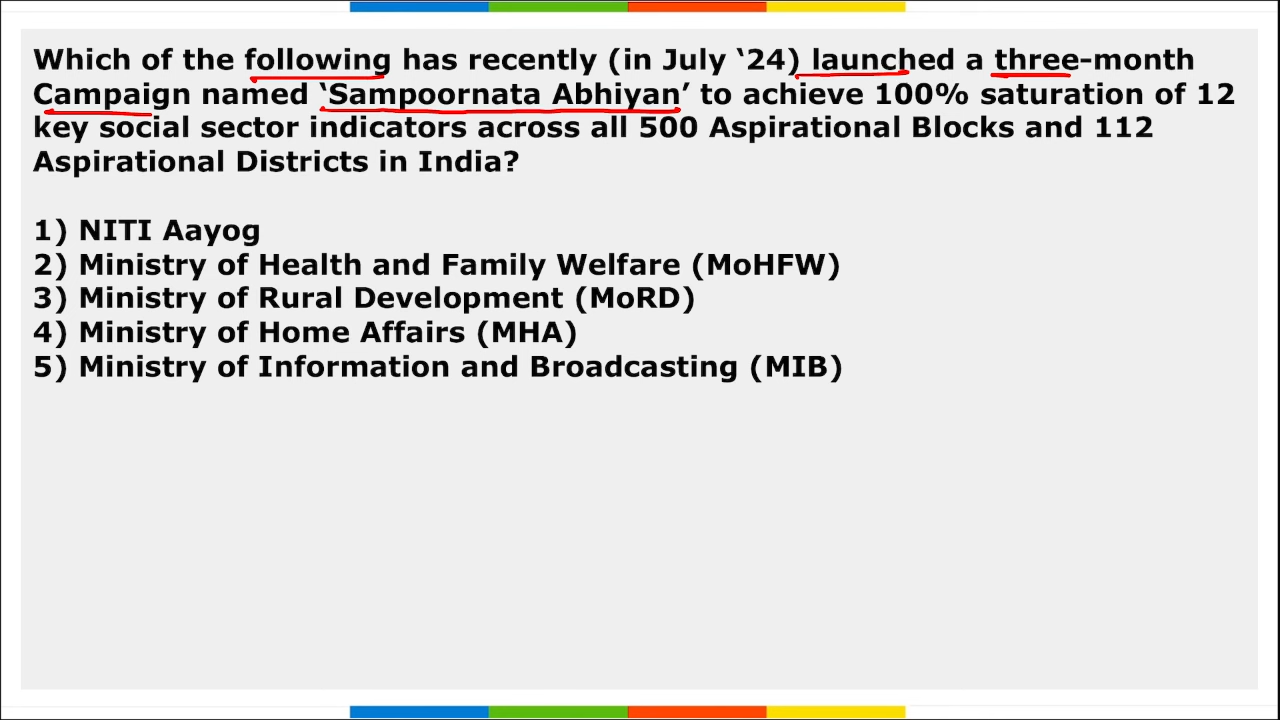 Which of the following has recently (in July ‘24) launched a three-month
Campaign named ‘Sampoornata Abhiyan’ to achieve 100% saturation of 12
key social sector indicators across all 500 Aspirational Blocks and 112
Aspirational Districts in India?
1) NITI Aayog
2) Ministry of Health and Family Welfare (MoHFW)
3) Ministry of Rural Development (MoRD)
4) Ministry of Home Affairs (MHA)
5) Ministry of Information and Broadcasting (MIB)